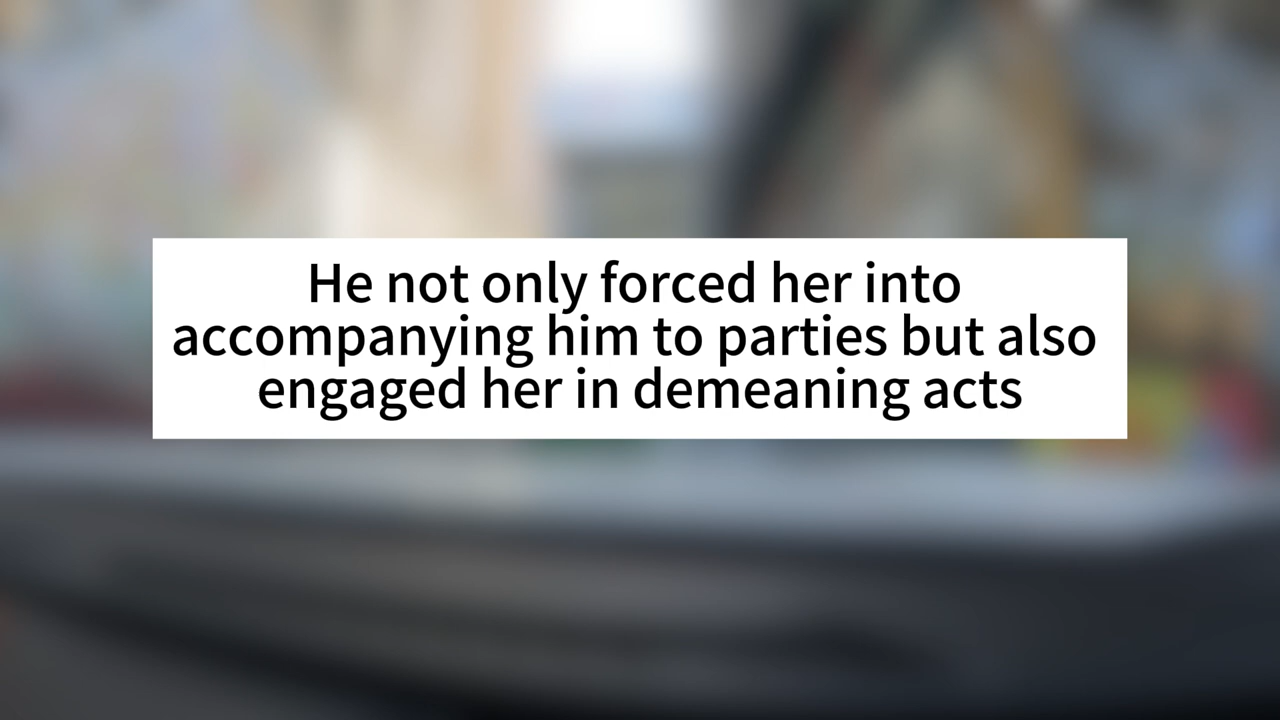 He not only forced her into
accompanying him to parties but also
engaged her in demeaning acts